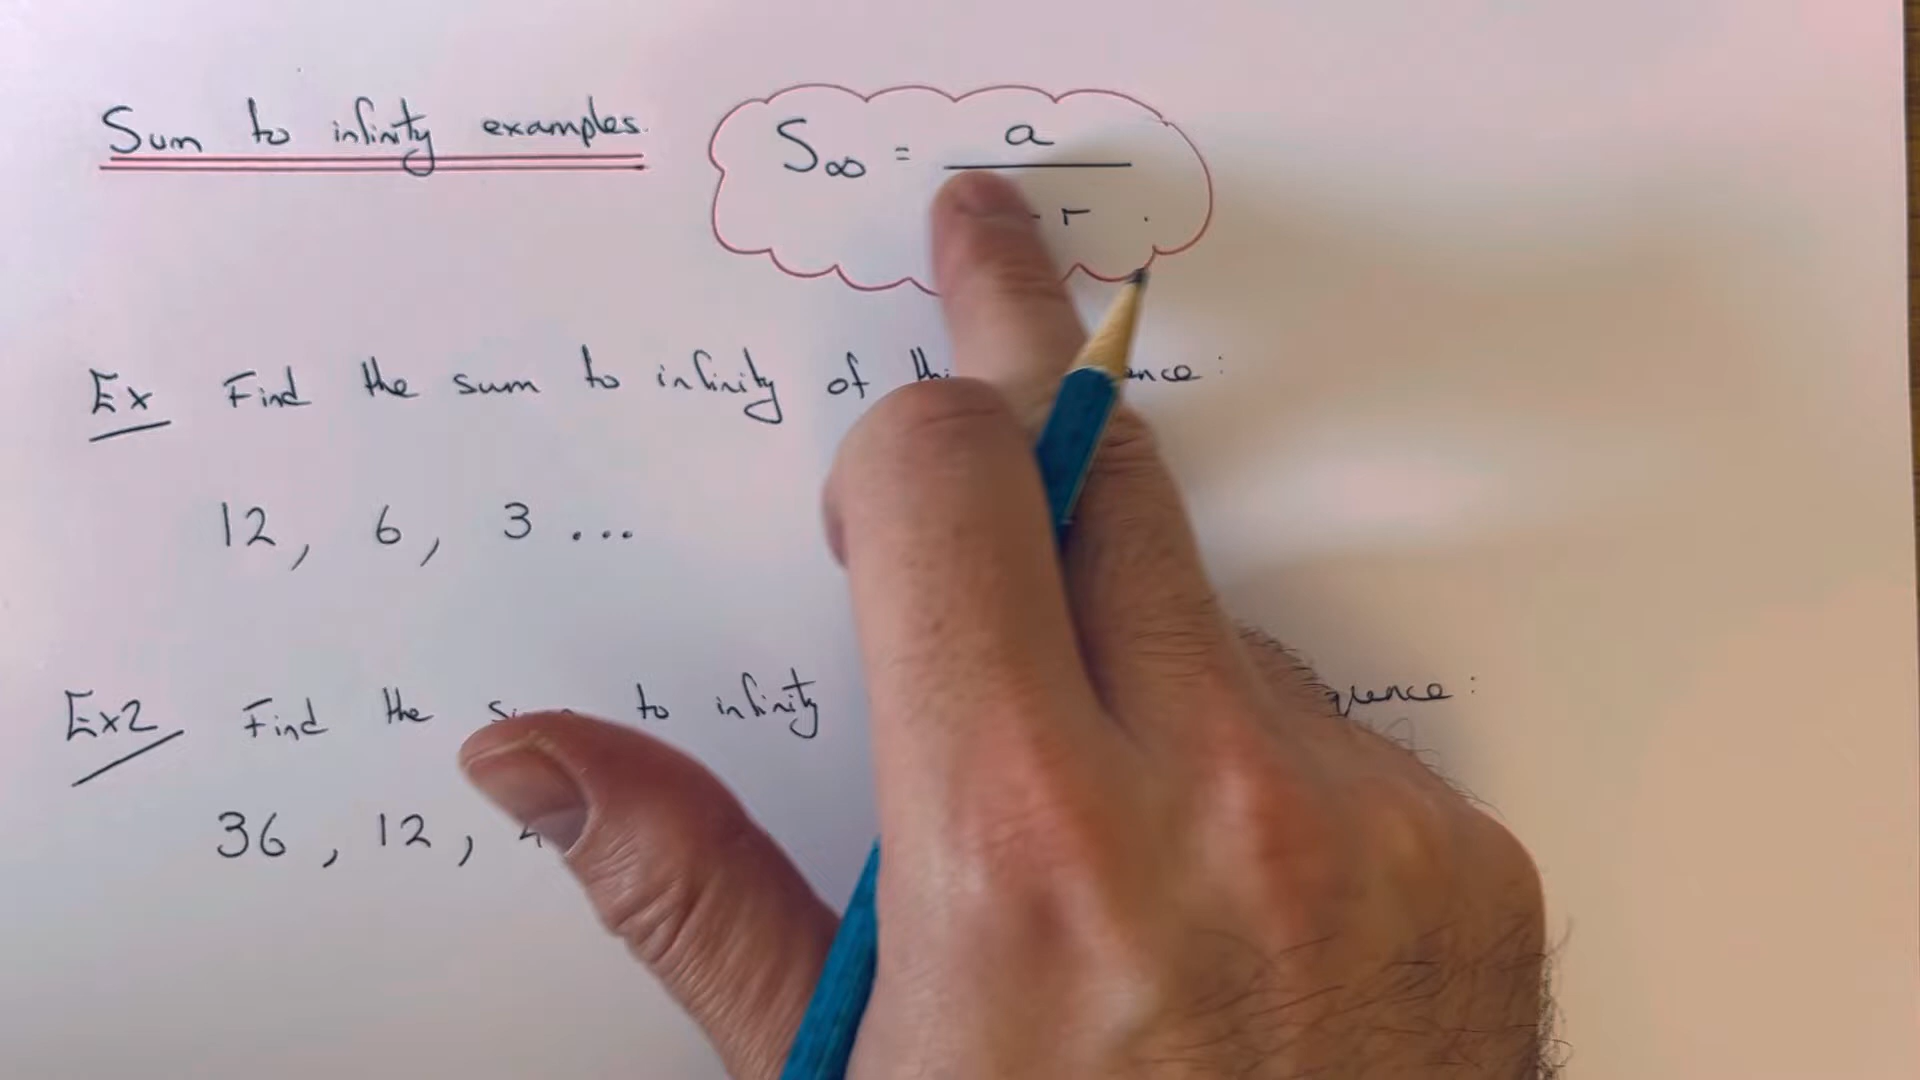 Sum to infinity examples.
S∞ = a
- r
Ex Find the sum to infinity of
12, 6, 3 ...
Ex2 Find the to infinity
36, 12,